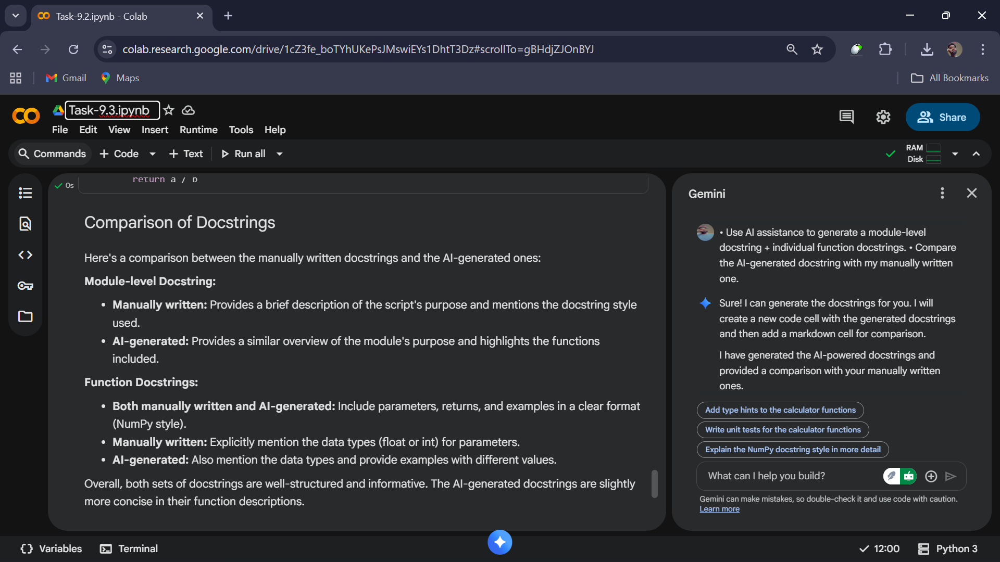 Task-9.2.ipynb - Colab
colab.research.google.com/drive/1cZ3fe_boTYhUKePsJMswiEYs1DhtT3Dz#scrollTo=gBHdjZJOnBYJ
Gmail
Maps
All Bookmarks
Task-9.3.ipynb
File Edit View Insert Runtime Tools Help
Share
Commands + Code + Text Run all
RAM
Disk
return a / b
0s
Comparison of Docstrings
Here's a comparison between the manually written docstrings and the AI-generated ones:
Module-level Docstring:
• Manually written: Provides a brief description of the script's purpose and mentions the docstring style
used.
• AI-generated: Provides a similar overview of the module's purpose and highlights the functions
included.
Function Docstrings:
• Both manually written and AI-generated: Include parameters, returns, and examples in a clear format
(NumPy style).
• Manually written: Explicitly mention the data types (float or int) for parameters.
• AI-generated: Also mention the data types and provide examples with different values.
Overall, both sets of docstrings are well-structured and informative. The AI-generated docstrings are slightly
more concise in their function descriptions.
Gemini
• Use AI assistance to generate a module-level
docstring + individual function docstrings. • Compare
the AI-generated docstring with my manually written
one.
Sure! I can generate the docstrings for you. I will
create a new code cell with the generated docstrings
and then add a markdown cell for comparison.
I have generated the AI-powered docstrings and
provided a comparison with your manually written
ones.
Add type hints to the calculator functions
Write unit tests for the calculator functions
Explain the NumPy docstring style in more detail
What can I help you build?
Gemini can make mistakes, so double-check it and use code with caution.
Learn more
Variables
Terminal
12:00
Python 3